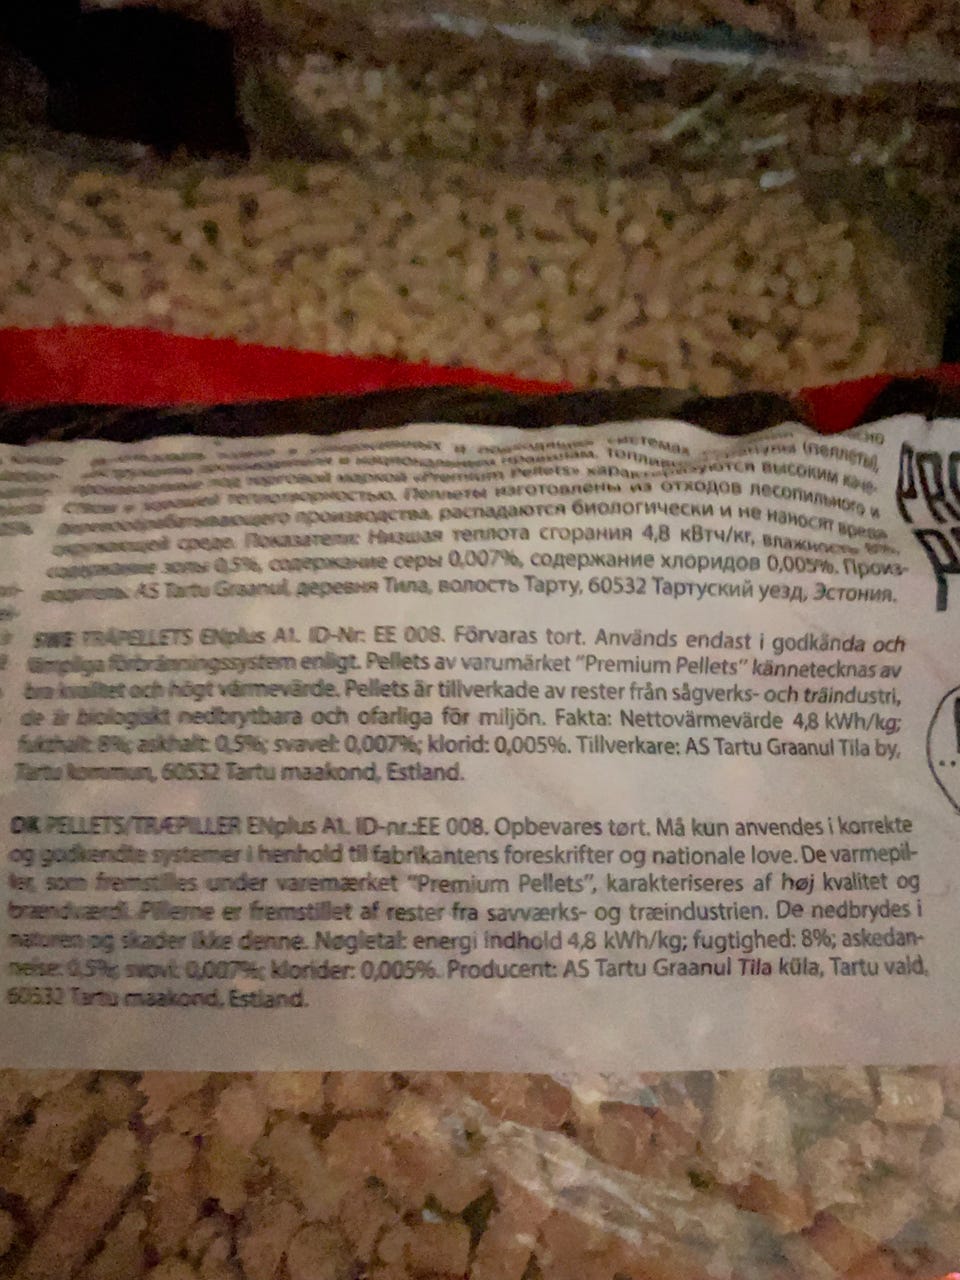 систем
(пеллеты),
торговой маркой «Premium Pellets» характеризуются высоким каче-
теплотворностью. Пеллеты изготовлены из отходов лесопильного и
деревообрабатывающего производства, распадаются биологически и не наносят вреда
окружающей среде. Показатели: Низшая теплота сгорания 4,8 кВтч/кг, влажность 8%,
содержание золы 0,5%, содержание серы 0,007%, содержание хлоридов 0,005%. Произ-
водитель: AS Tartu Graanul, деревня Тила, волость Тарту, 60532 Тартуский уезд, Эстония.
SWE TRÄPELLETS ENplus A1. ID-Nr: EE 008. Förvaras tort. Används endast i godkända och
lämpliga förbränningssystem enligt. Pellets av varumärket “Premium Pellets” kännetecknas av
bra kvalitet och högt värmevärde. Pellets är tillverkade av rester från sågverks- och träindustri,
de är biologiskt nedbrytbara och ofarliga för miljön. Fakta: Nettovärmevärde 4,8 kWh/kg;
fukthalt: 8%; askhalt: 0,5%; svavel: 0,007%; klorid: 0,005%. Tillverkare: AS Tartu Graanul Tila by,
Tartu kommun, 60532 Tartu maakond, Estland.
DK PELLETS/TRÆPILLER ENplus A1. ID-nr.:EE 008. Opbevares tørt. Må kun anvendes i korrekte
og godkendte systemer i henhold til fabrikantens foreskrifter og nationale love. De varmepil-
ler, som fremstilles under varemærket “Premium Pellets”, karakteriseres af høj kvalitet og
brændværdi. Pillerne er fremstillet af rester fra savværks- og træindustrien. De nedbrydes i
naturen og skader ikke denne. Nøgletal: energi indhold 4,8 kWh/kg; fugtighed: 8%; askedan-
nelse: 0,5%; svovl: 0,007%; klorider: 0,005%. Producent: AS Tartu Graanul Tila küla, Tartu vald,
60532 Tartu maakond, Estland.